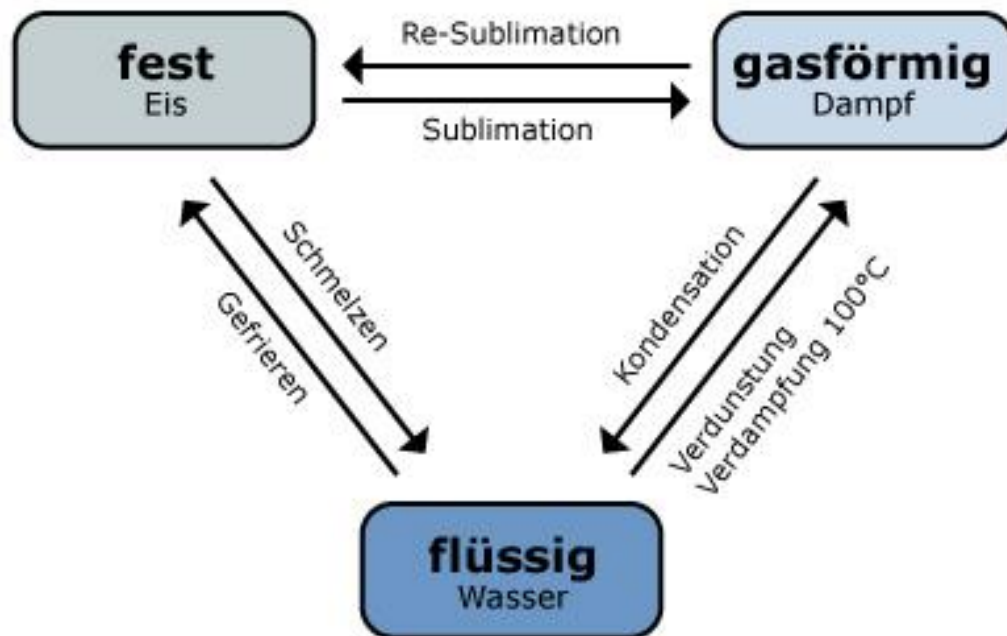 fest
Eis
Re-Sublimation
Sublimation
gasförmig
Dampf
Schmelzen
Gefrieren
Kondensation
Verdunstung
Verdampfung 100°C
flüssig
Wasser